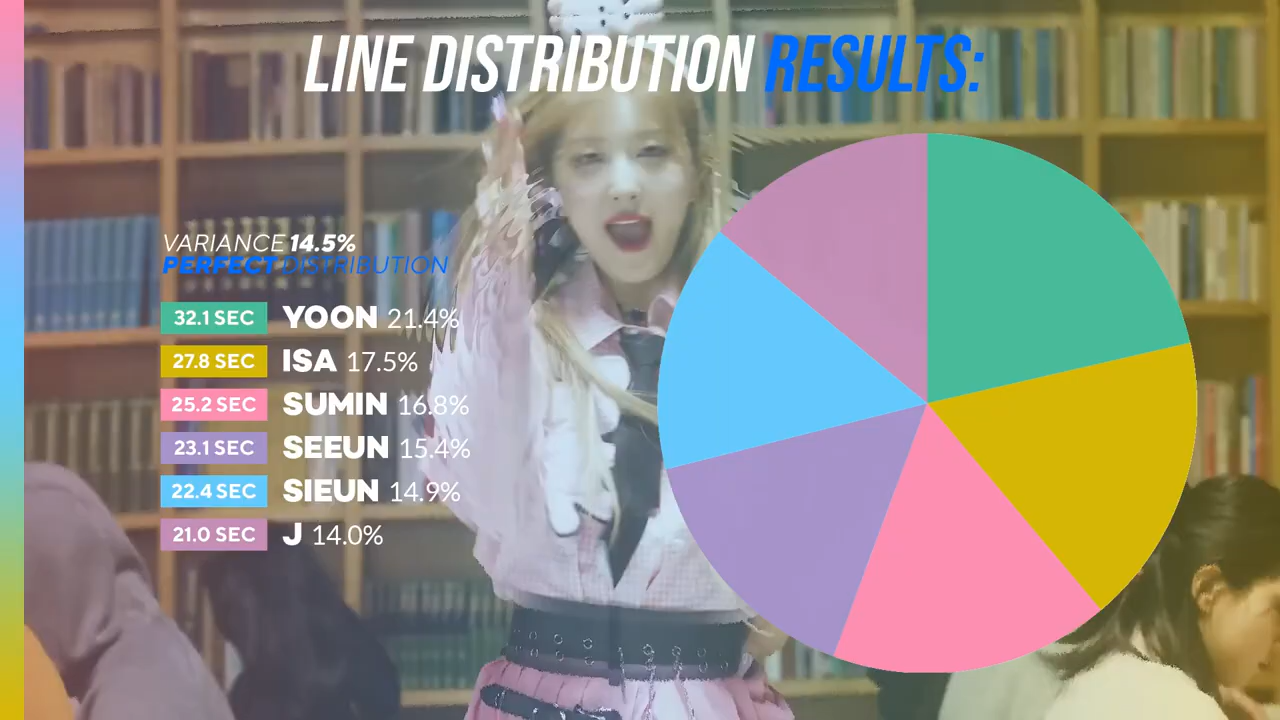 LINE DISTRIBUTION RESULTS:
VARIANCE 14.5%
PERFECT DISTRIBUTION
32.1 SEC YOON 21.4%
27.8 SEC ISA 17.5%
25.2 SEC SUMIN 16.8%
23.1 SEC SEEUN 15.4%
22.4 SEC SIEUN 14.9%
21.0 SEC J 14.0%